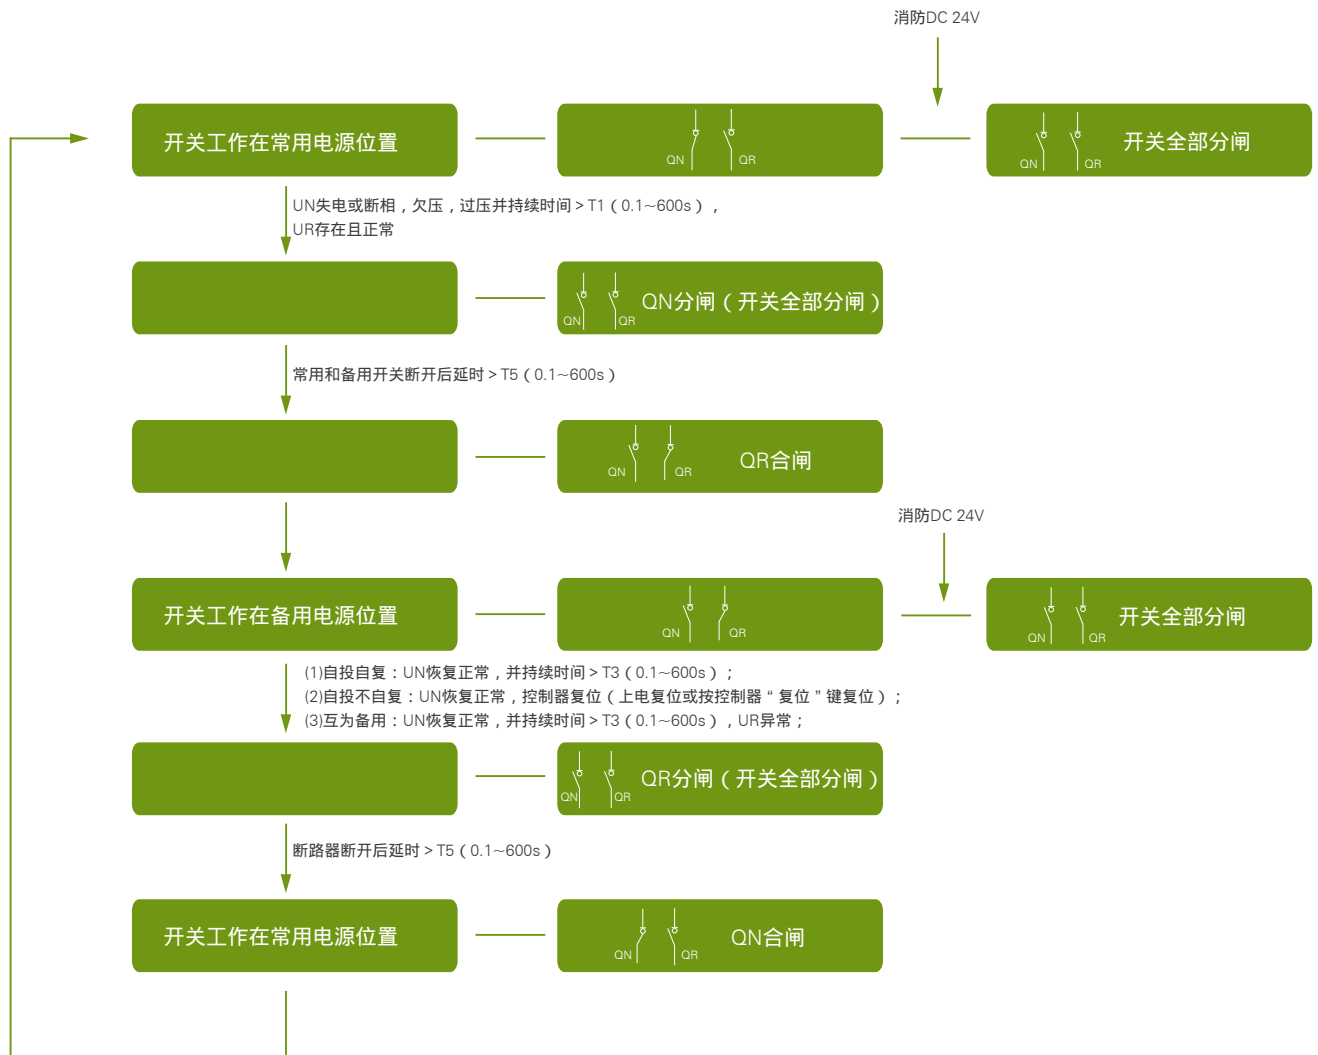 消防DC 24V
开关工作在常用电源位置
QN
QR
QN
QR
开关全部分闸
UN失电或断相，欠压，过压并持续时间＞T1（0.1~600s），
UR存在且正常
QN
QR
QN分闸（开关全部分闸）
常用和备用开关断开后延时＞T5（0.1~600s）
QN
QR
QR合闸
消防DC 24V
开关工作在备用电源位置
QN
QR
QN
QR
开关全部分闸
(1)自投自复：UN恢复正常，并持续时间＞T3（0.1~600s）；
(2)自投不自复：UN恢复正常，控制器复位（上电复位或按控制器“复位”键复位）；
(3)互为备用：UN恢复正常，并持续时间＞T3（0.1~600s），UR异常；
QN
QR
QR分闸（开关全部分闸）
断路器断开后延时＞T5（0.1~600s）
开关工作在常用电源位置
QN
QR
QN合闸